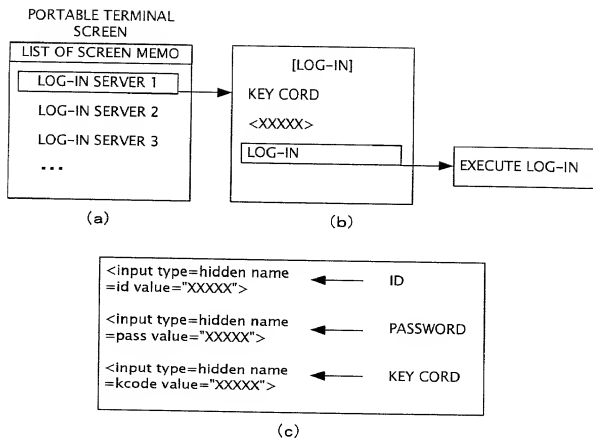 PORTABLE TERMINAL
SCREEN
LIST OF SCREEN MEMO
LOG-IN SERVER 1
LOG-IN SERVER 2
LOG-IN SERVER 3
...
(a)
[LOG-IN]
KEY CORD
<XXXXX>
LOG-IN
(b)
EXECUTE LOG-IN
<input type=hidden name
=id value="XXXXX">
ID
<input type=hidden name
=pass value="XXXXX">
PASSWORD
<input type=hidden name
=kcode value="XXXXX">
KEY CORD
(c)